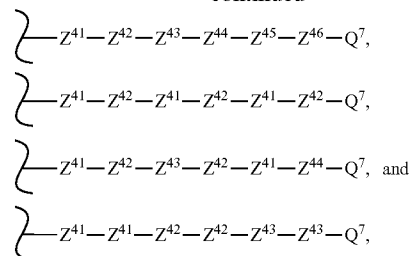 —Z⁴¹—Z⁴²—Z⁴³—Z⁴⁴—Z⁴⁵—Z⁴⁶—Q⁷,
—Z⁴¹—Z⁴²—Z⁴¹—Z⁴²—Z⁴¹—Z⁴²—Q⁷,
—Z⁴¹—Z⁴²—Z⁴³—Z⁴²—Z⁴¹—Z⁴⁴—Q⁷, and
—Z⁴¹—Z⁴¹—Z⁴²—Z⁴²—Z⁴³—Z⁴³—Q⁷,